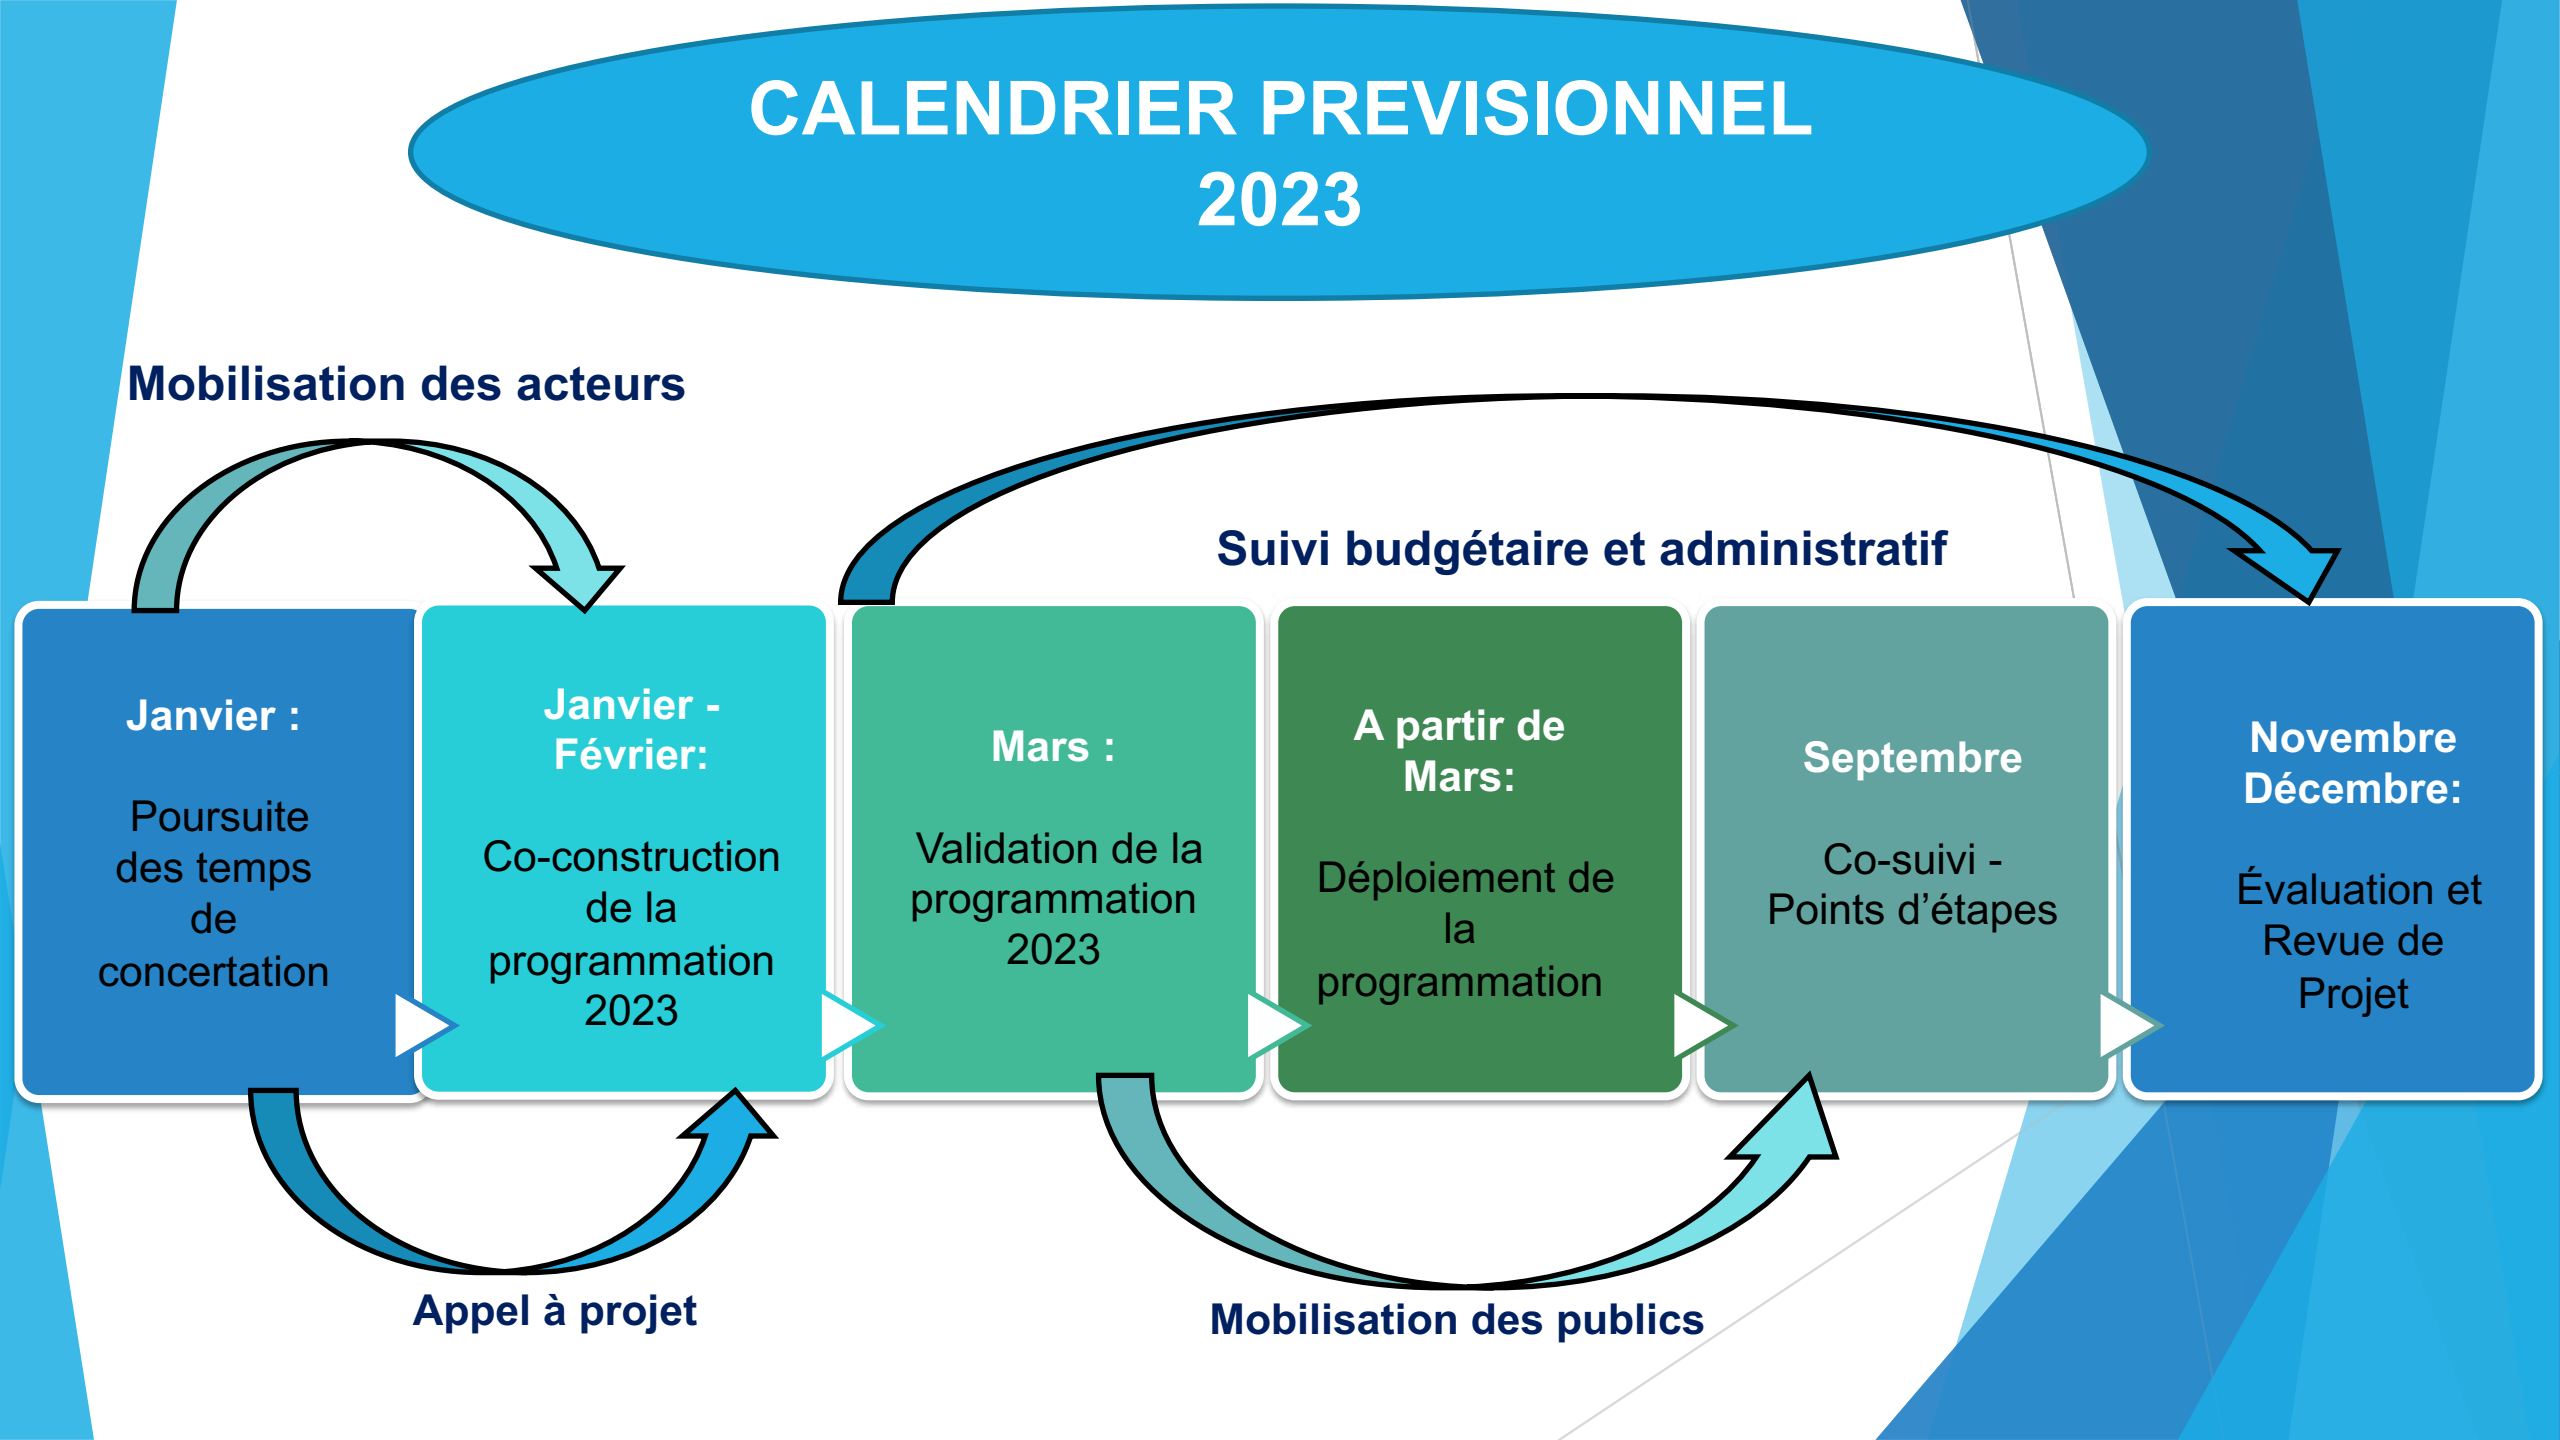 CALENDRIER PREVISIONNEL
2023
Mobilisation des acteurs
Suivi budgétaire et administratif
Janvier :
Poursuite
des temps
de
concertation
Janvier -
Février:
Co-construction
de la
programmation
2023
Mars :
Validation de la
programmation
2023
A partir de
Mars:
Déploiement de
la
programmation
Septembre
Co-suivi -
Points d’étapes
Novembre
Décembre:
Évaluation et
Revue de
Projet
Appel à projet
Mobilisation des publics